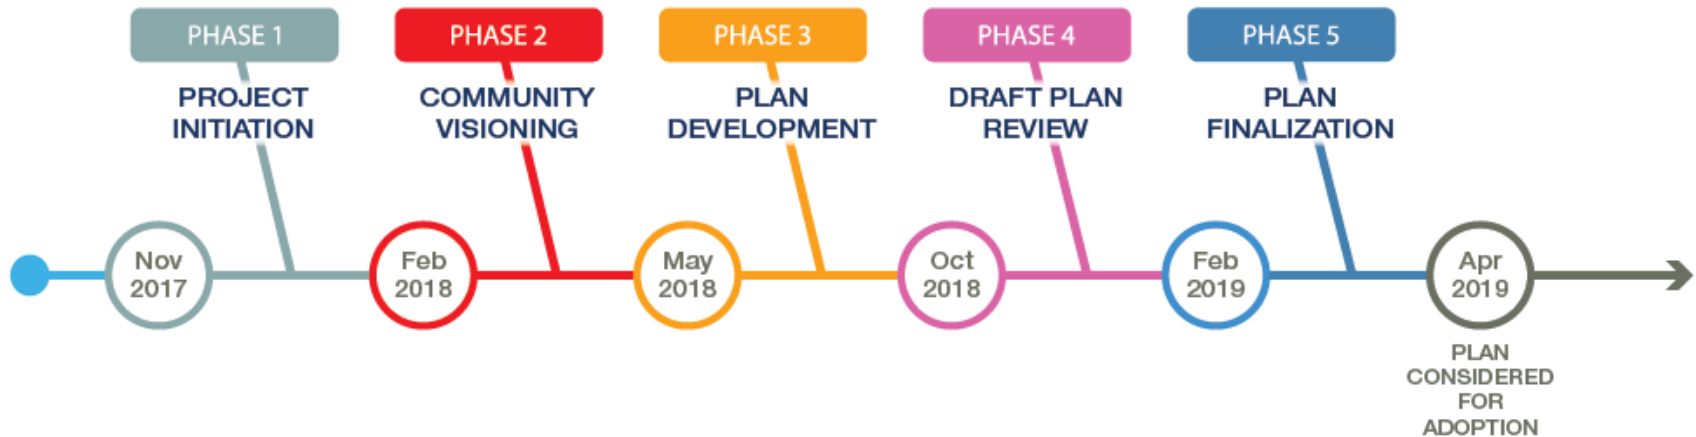 PHASE 1
PHASE 2
PHASE 3
PHASE 4
PHASE 5
PROJECT
INITIATION
COMMUNITY
VISIONING
PLAN
DEVELOPMENT
DRAFT PLAN
REVIEW
PLAN
FINALIZATION
Nov
2017
Feb
2018
May
2018
Oct
2018
Feb
2019
Apr
2019
PLAN
CONSIDERED
FOR
ADOPTION